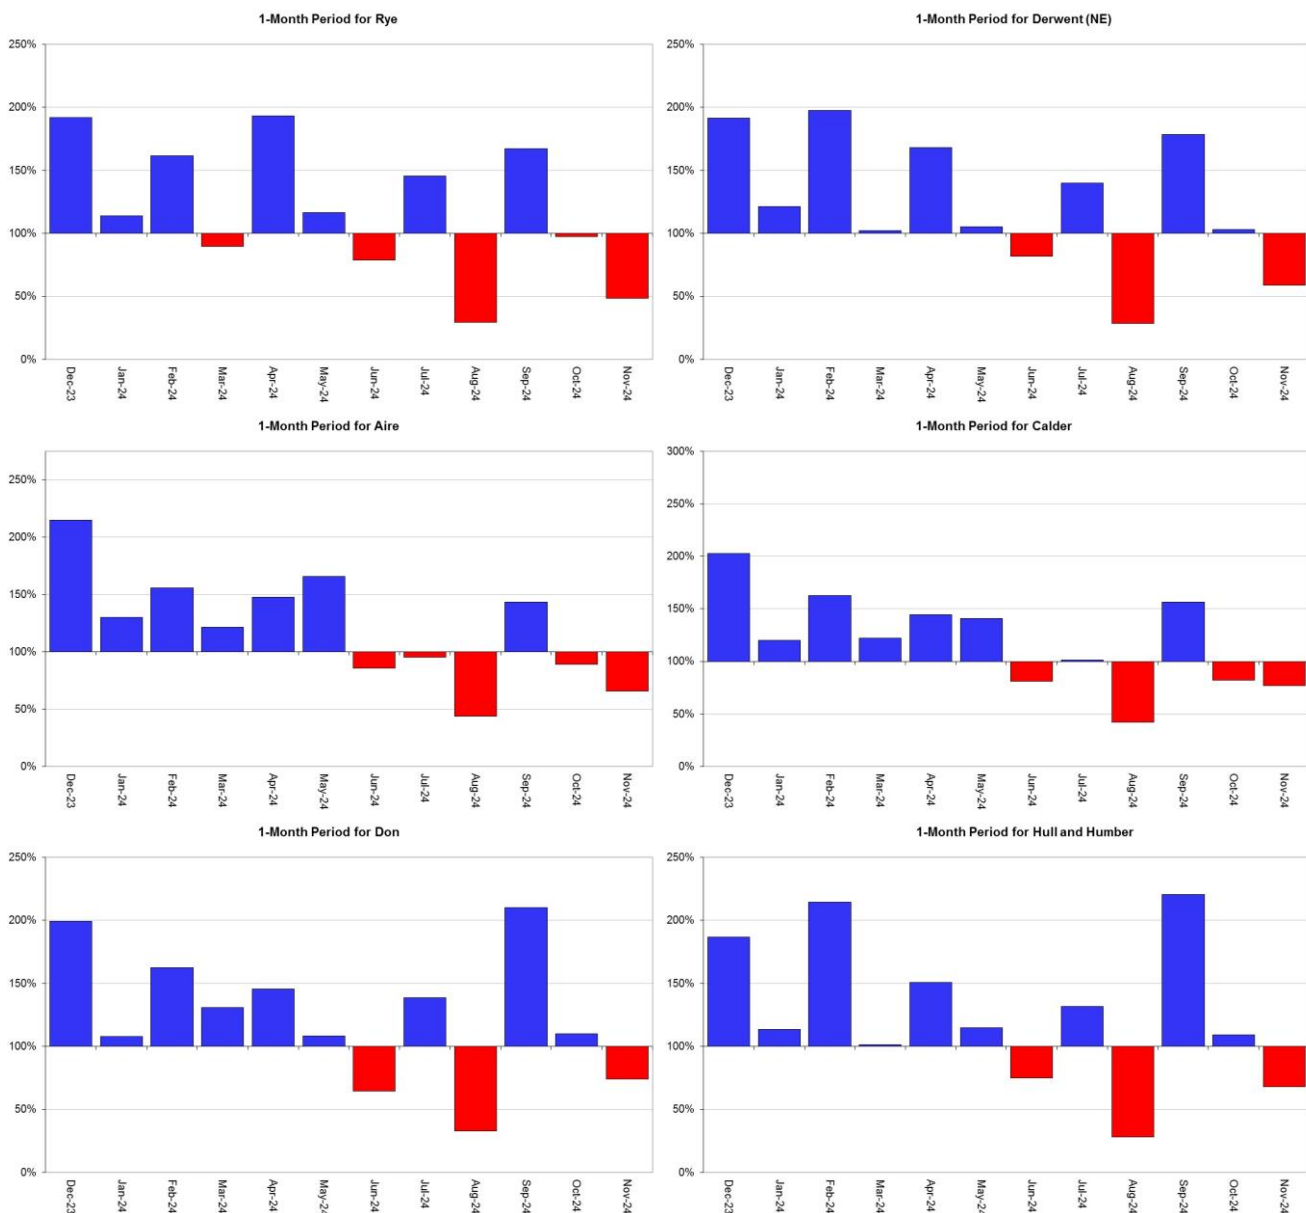 1-Month Period for Rye
250%
200%
150%
100%
50%
0%
Dec-23
Jan-24
Feb-24
Mar-24
Apr-24
May-24
Jun-24
Jul-24
Aug-24
Sep-24
Oct-24
Nov-24
1-Month Period for Derwent (NE)
250%
200%
150%
100%
50%
0%
Dec-23
Jan-24
Feb-24
Mar-24
Apr-24
May-24
Jun-24
Jul-24
Aug-24
Sep-24
Oct-24
Nov-24
1-Month Period for Aire
250%
200%
150%
100%
50%
0%
Dec-23
Jan-24
Feb-24
Mar-24
Apr-24
May-24
Jun-24
Jul-24
Aug-24
Sep-24
Oct-24
Nov-24
1-Month Period for Calder
300%
250%
200%
150%
100%
50%
0%
Dec-23
Jan-24
Feb-24
Mar-24
Apr-24
May-24
Jun-24
Jul-24
Aug-24
Sep-24
Oct-24
Nov-24
1-Month Period for Don
250%
200%
150%
100%
50%
0%
Dec-23
Jan-24
Feb-24
Mar-24
Apr-24
May-24
Jun-24
Jul-24
Aug-24
Sep-24
Oct-24
Nov-24
1-Month Period for Hull and Humber
250%
200%
150%
100%
50%
0%
Dec-23
Jan-24
Feb-24
Mar-24
Apr-24
May-24
Jun-24
Jul-24
Aug-24
Sep-24
Oct-24
Nov-24